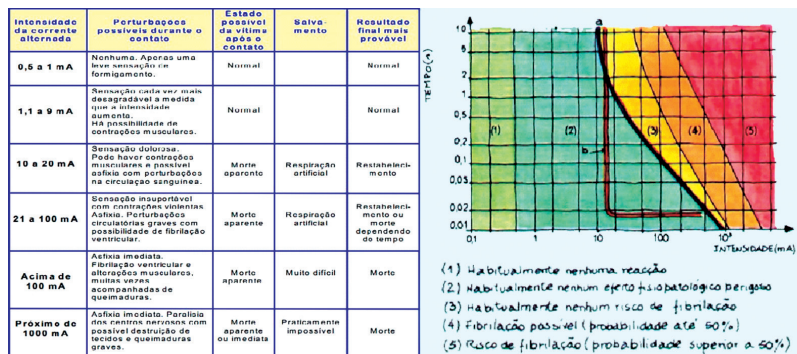 Intensidade
da corrente
alternada
Perturbações
possíveis durante o
contato
Estado
possível
da vítima
após o
contato
Salva-
mento
Resultado
final mais
provável
0,5 a 1 mA
Nenhuma. Apenas uma
leve sensação de
formigamento.
Normal
Normal
1,1 a 9 mA
Sensação cada vez mais
desagradável a medida
que a intensidade
aumenta.
Há possibilidade de
contrações musculares.
Normal
Normal
10 a 20 mA
Sensação dolorosa.
Pode haver contrações
musculares e possível
asfixia com perturbações
na circulação sanguínea.
Morte
aparente
Respiração
artificial
Restabeleci-
mento
21 a 100 mA
Sensação insuportável
com contrações violentas.
Asfixia. Perturbações
circulatórias graves com
possibilidade de fibrilação
ventricular.
Morte
aparente
Respiração
artificial
Restabeleci-
mento ou
morte
dependendo
do tempo
Acima de
100 mA
Asfixia imediata.
Fibrilação ventricular e
alterações musculares,
muitas vezes
acompanhadas de
queimaduras.
Morte
aparente
Muito difícil
Morte
Próximo de
1000 mA
Asfixia imediata. Paralisia
dos centros nervosos com
possível destruição de
tecidos e queimaduras
graves.
Morte
aparente
ou imediata
Praticamente
impossível
Morte
TEMPO(s)
10
5
2
1
0,5
0,2
0,1
0,05
0,02
0,01
a
b
(1)
(2)
(3)
(4)
(5)
0,1
1
10
100
10³
INTENSIDADE(mA)
(1) Habitualmente nenhuma reacção
(2) Habitualmente nenhum efeito fisiopatológico perigoso
(3) Habitualmente nenhum risco de fibrilação
(4) Fibrilação possível (probabilidade até 50%)
(5) Risco de fibrilação (probabilidade superior a 50%)